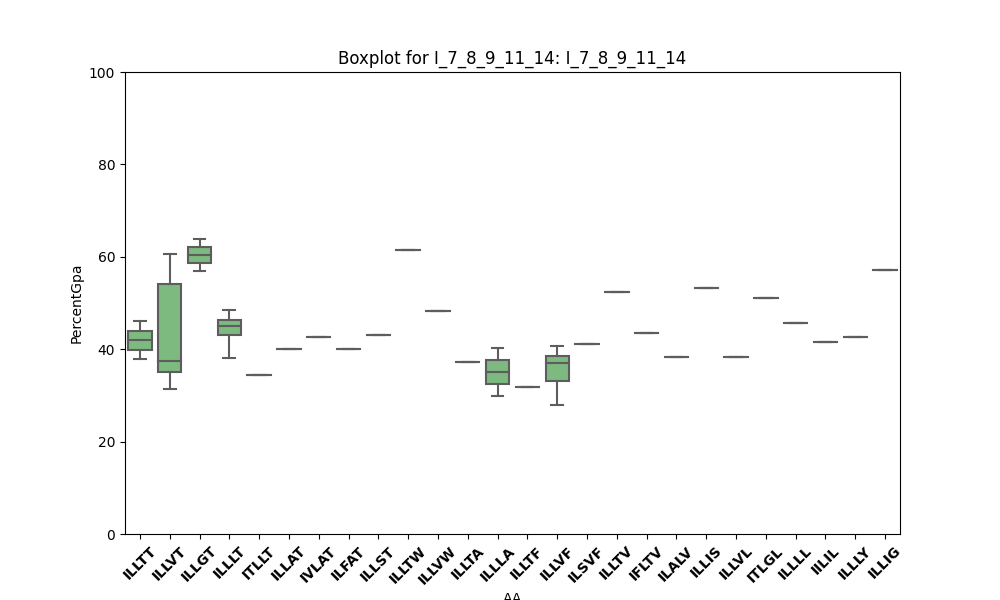 Boxplot for I_7_8_9_11_14: I_7_8_9_11_14
100
80
60
40
20
0
PercentGpa
ILLTT ILLVT ILLGT ILLLT ITLLT ILLAT IVLAT ILFAT ILLST ILLTW ILLVW ILLTA ILLLA ILLTF ILLVF ILSVF ILLTV IFLTV ILALV ILLIS ILLVL ITLGL ILLLL IILIL ILLLY ILLIG
AA